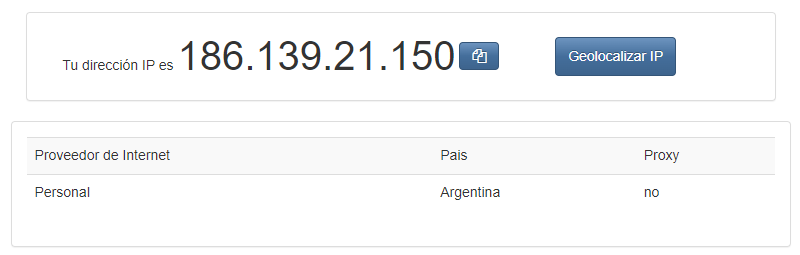 Tu dirección IP es 186.139.21.150 Geolocalizar IP
Proveedor de Internet Pais Proxy
Personal Argentina no